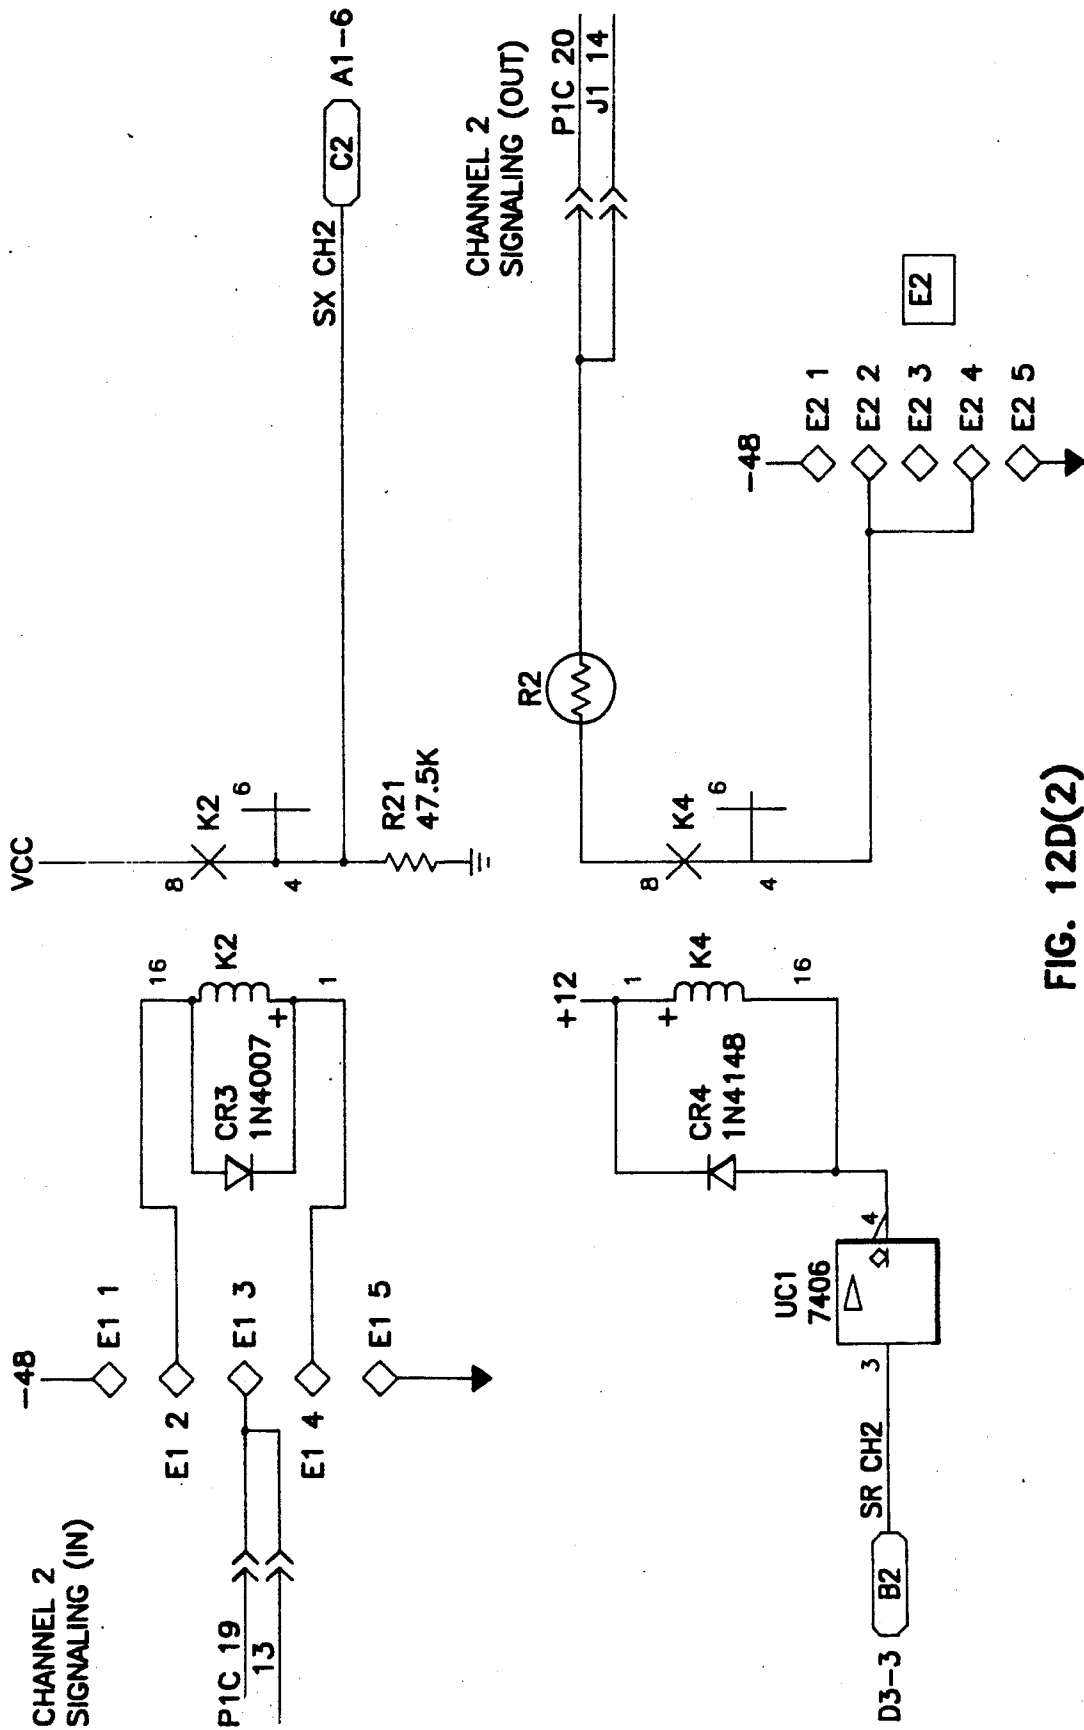 CHANNEL 2
SIGNALING (IN)
P1C 19
13
-48
E1 1
E1 2
E1 3
E1 4
E1 5
16
K2
+
1
CR3
1N4007
VCC
8
K2
6
4
R21
47.5K
SX CH2
C2
A1-6
D3-3
B2
SR CH2
3
UC1
7406
4
CR4
1N4148
+12
1
+
K4
16
8
K4
6
4
R2
CHANNEL 2
SIGNALING (OUT)
P1C 20
J1 14
-48
E2 1
E2 2
E2 3
E2 4
E2 5
E2
FIG. 12D(2)